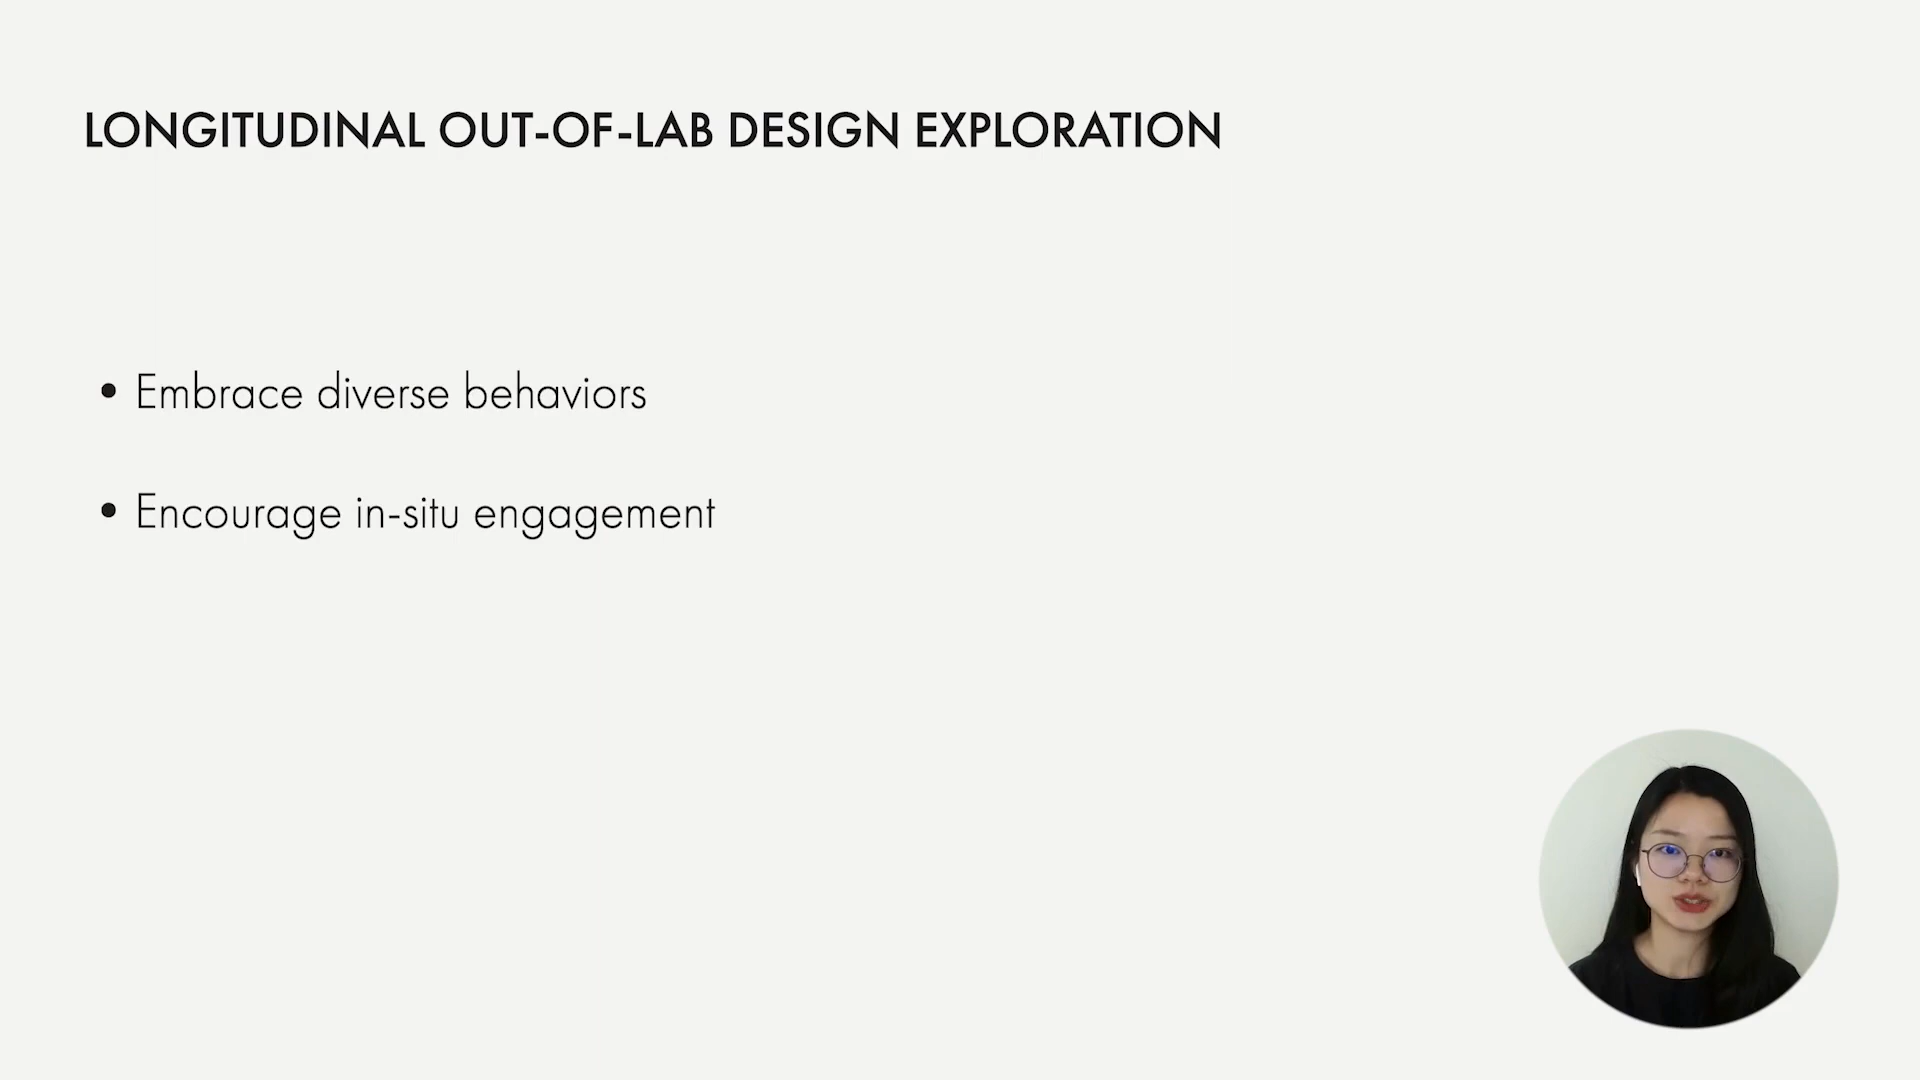 LONGITUDINAL OUT-OF-LAB DESIGN EXPLORATION
• Embrace diverse behaviors
• Encourage in-situ engagement